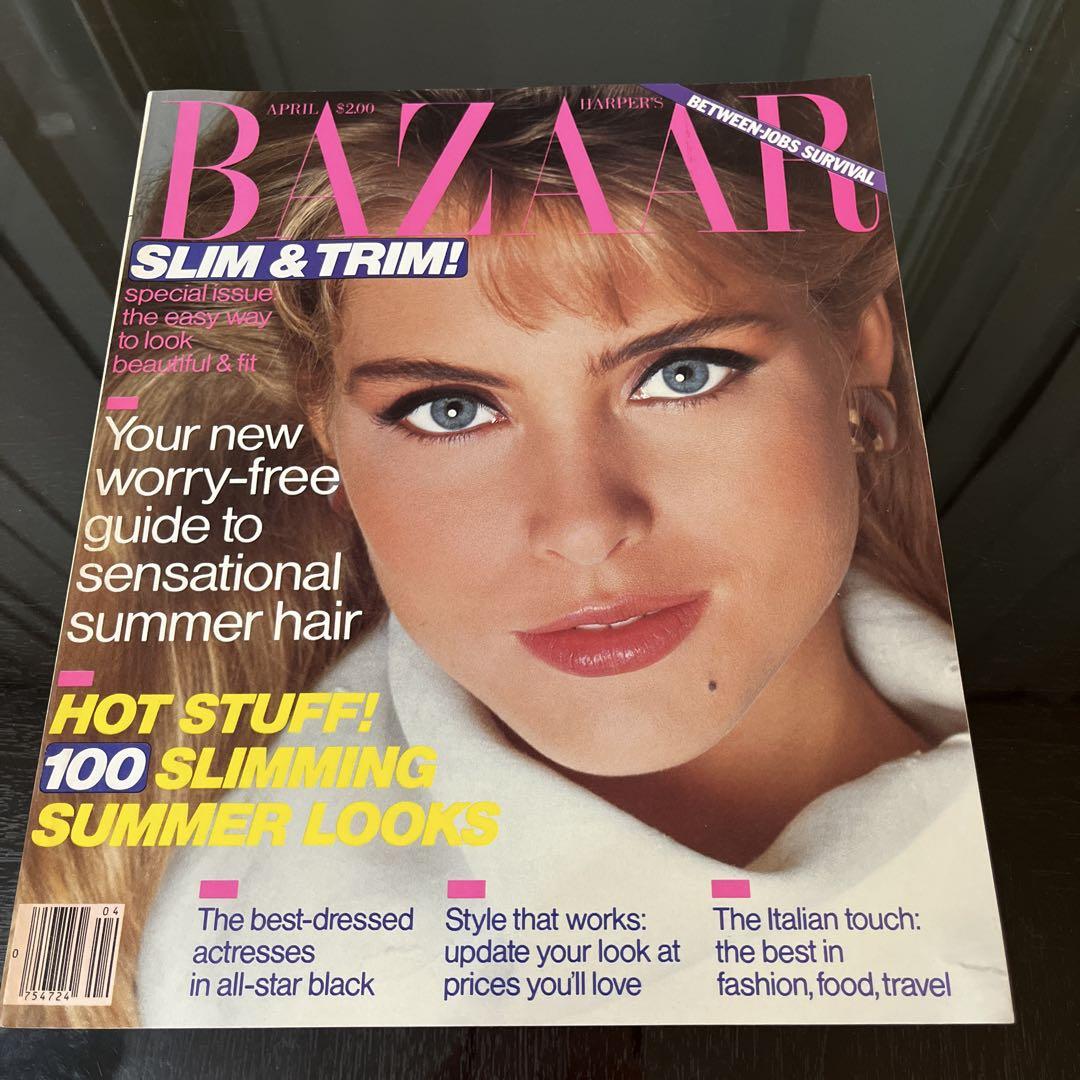 APRIL $2.00
HARPER'S
BAZAAR
BETWEEN-JOBS SURVIVAL
SLIM & TRIM!
special issue:
the easy way
to look
beautiful & fit
Your new
worry-free
guide to
sensational
summer hair
HOT STUFF!
100 SLIMMING
SUMMER LOOKS
The best-dressed
actresses
in all-star black
Style that works:
update your look at
prices you'll love
The Italian touch:
the best in
fashion, food, travel
04
0
754724